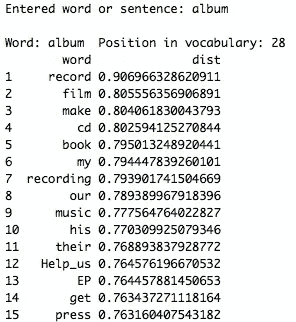 Entered word or sentence: album
Word: album  Position in vocabulary: 28
word dist
1 record 0.906966328620911
2 film 0.805556356906891
3 make 0.804061830043793
4 cd 0.802594125270844
5 book 0.795013248920441
6 my 0.794447839260101
7 recording 0.793901741504669
8 our 0.789389967918396
9 music 0.777564764022827
10 his 0.770309925079346
11 their 0.768893837928772
12 Help_us 0.764576196670532
13 EP 0.764457881450653
14 get 0.763437271118164
15 press 0.763160407543182